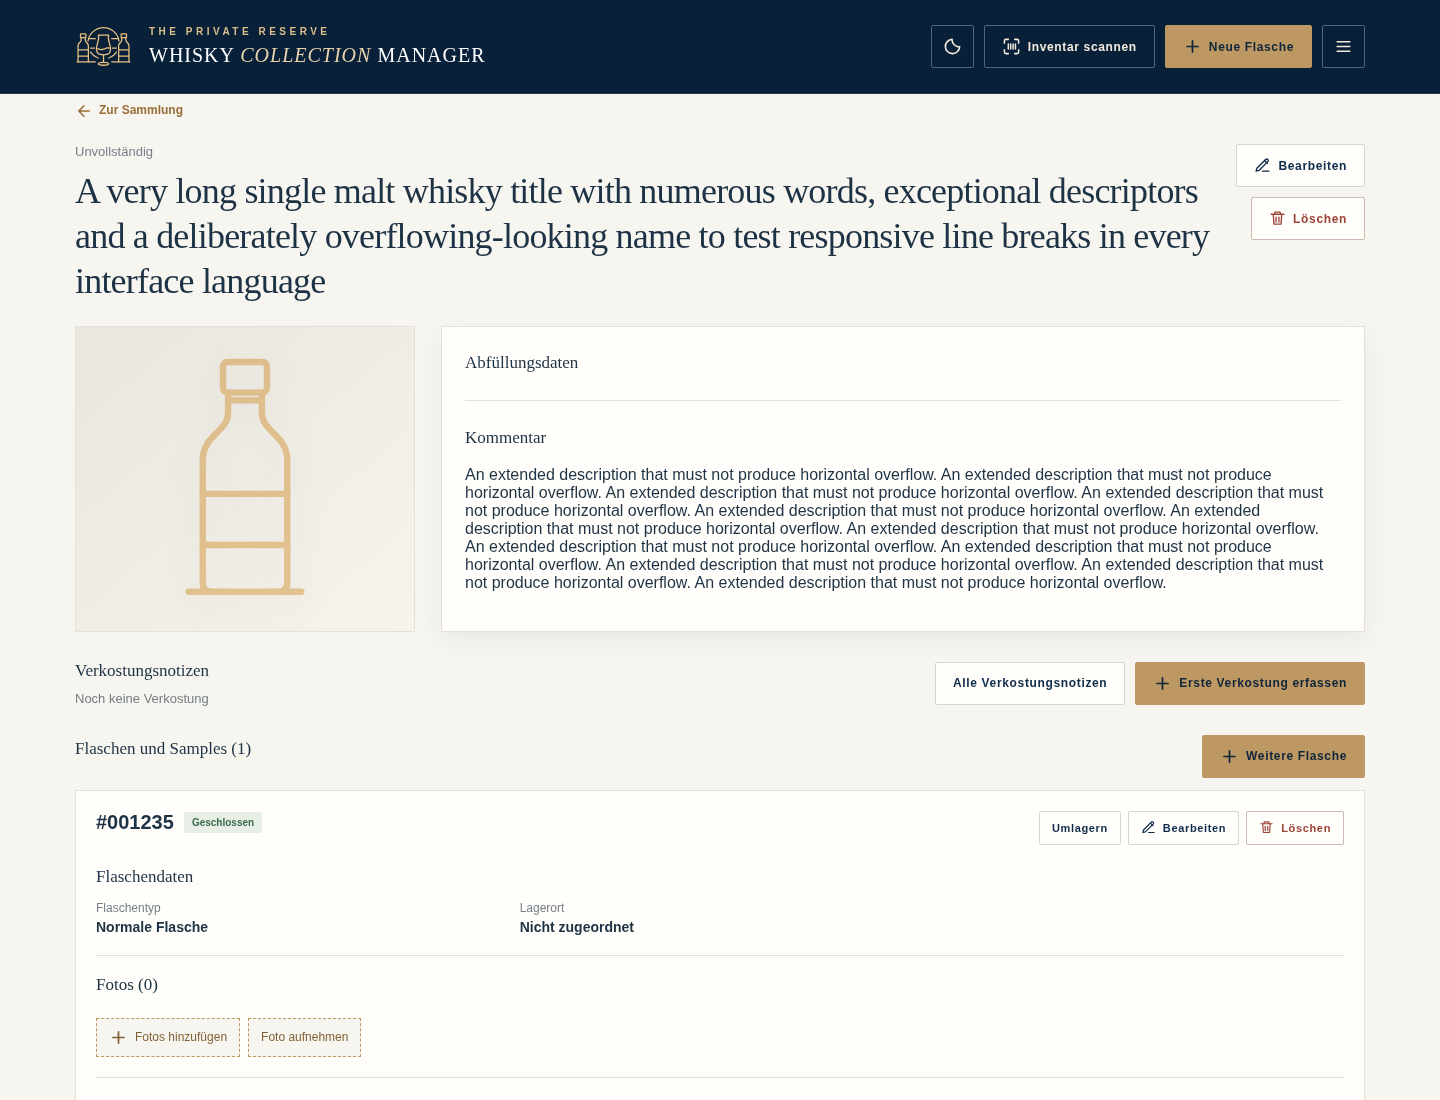 THE PRIVATE RESERVE
WHISKY COLLECTION MANAGER
Inventar scannen
Neue Flasche
Zur Sammlung
Unvollständig
Bearbeiten
Löschen
A very long single malt whisky title with numerous words, exceptional descriptors
and a deliberately overflowing-looking name to test responsive line breaks in every
interface language
Abfüllungsdaten
Kommentar
An extended description that must not produce horizontal overflow. An extended description that must not produce
horizontal overflow. An extended description that must not produce horizontal overflow. An extended description that must
not produce horizontal overflow. An extended description that must not produce horizontal overflow. An extended
description that must not produce horizontal overflow. An extended description that must not produce horizontal overflow.
An extended description that must not produce horizontal overflow. An extended description that must not produce
horizontal overflow. An extended description that must not produce horizontal overflow. An extended description that must
not produce horizontal overflow. An extended description that must not produce horizontal overflow.
Verkostungsnotizen
Noch keine Verkostung
Alle Verkostungsnotizen
Erste Verkostung erfassen
Flaschen und Samples (1)
Weitere Flasche
#001235
Geschlossen
Umlagern
Bearbeiten
Löschen
Flaschendaten
Flaschentyp
Normale Flasche
Lagerort
Nicht zugeordnet
Fotos (0)
Fotos hinzufügen
Foto aufnehmen